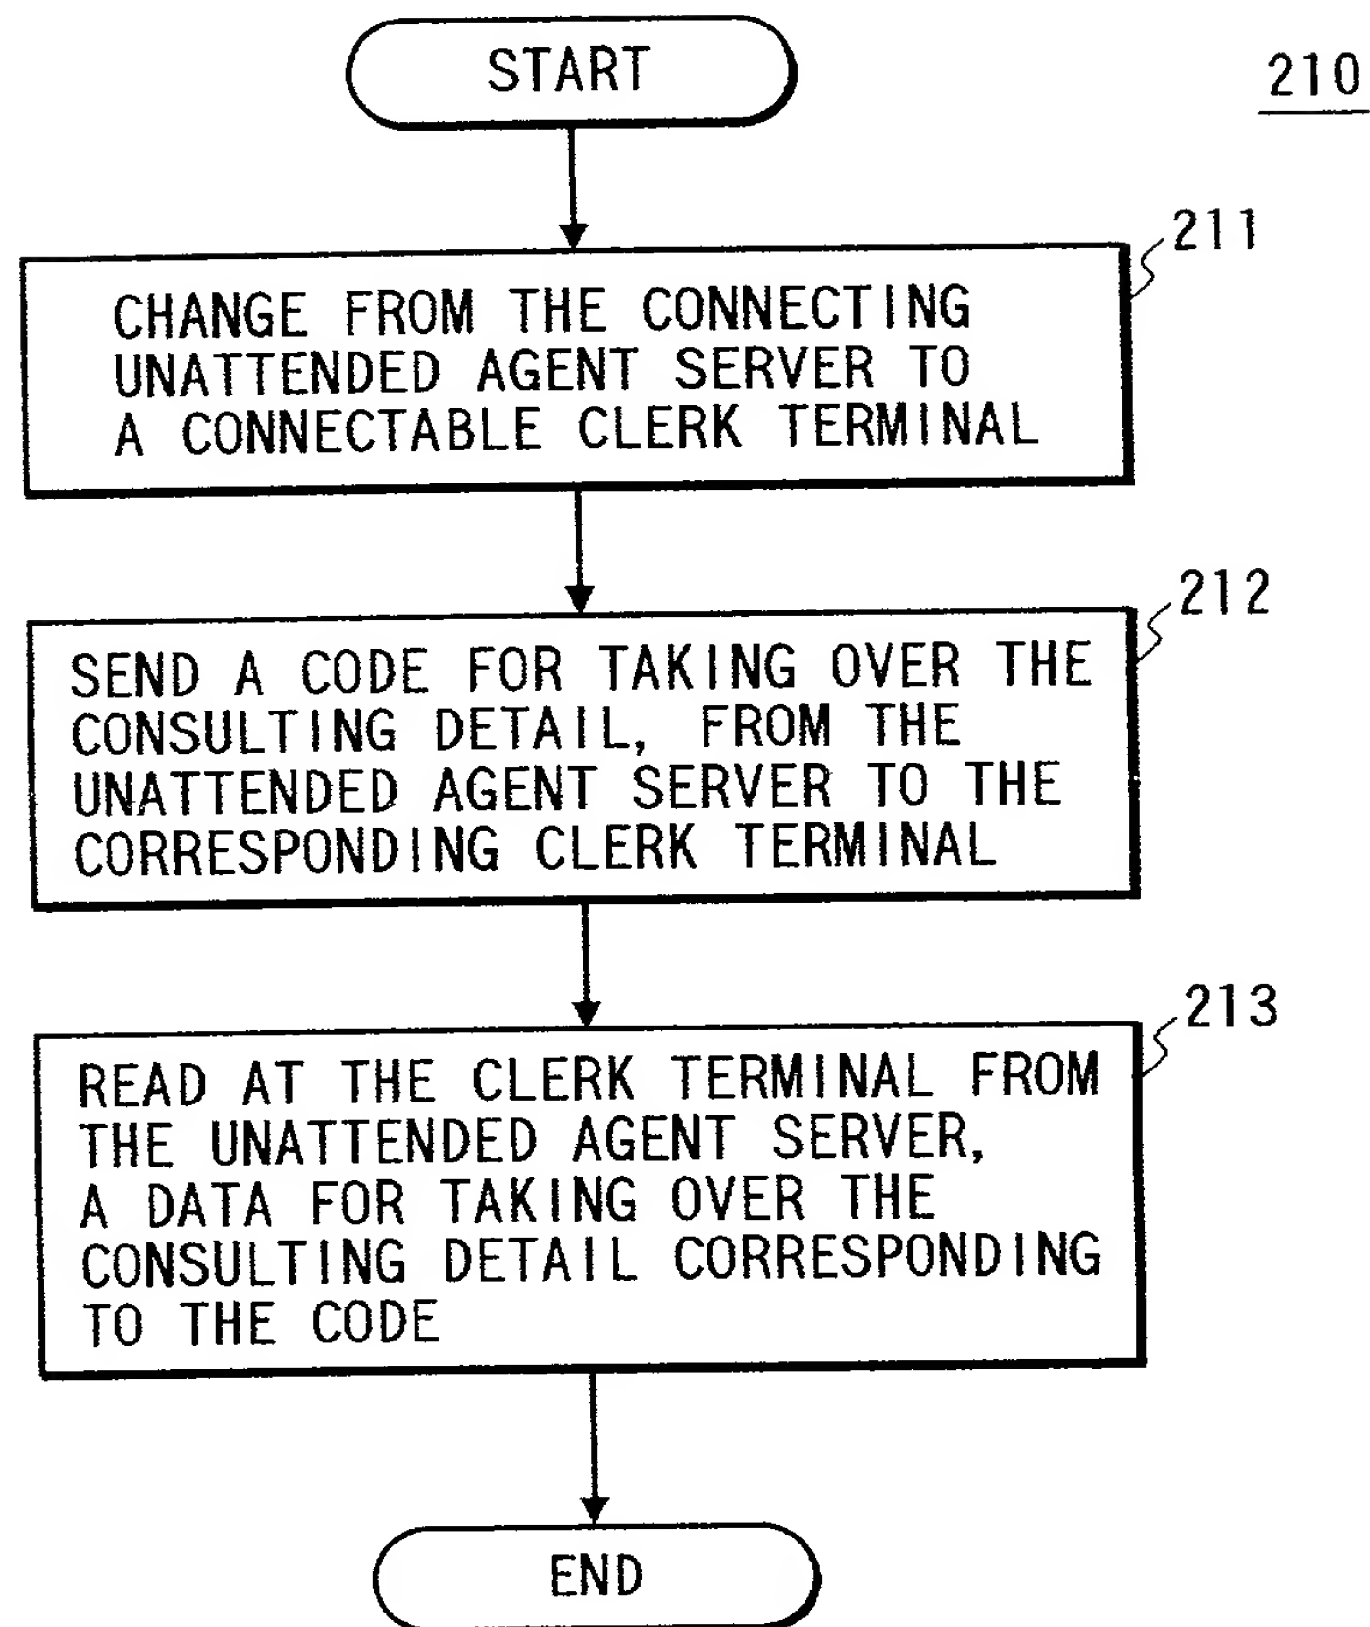 START
210
211
CHANGE FROM THE CONNECTING
UNATTENDED AGENT SERVER TO
A CONNECTABLE CLERK TERMINAL
212
SEND A CODE FOR TAKING OVER THE
CONSULTING DETAIL, FROM THE
UNATTENDED AGENT SERVER TO THE
CORRESPONDING CLERK TERMINAL
213
READ AT THE CLERK TERMINAL FROM
THE UNATTENDED AGENT SERVER,
A DATA FOR TAKING OVER THE
CONSULTING DETAIL CORRESPONDING
TO THE CODE
END